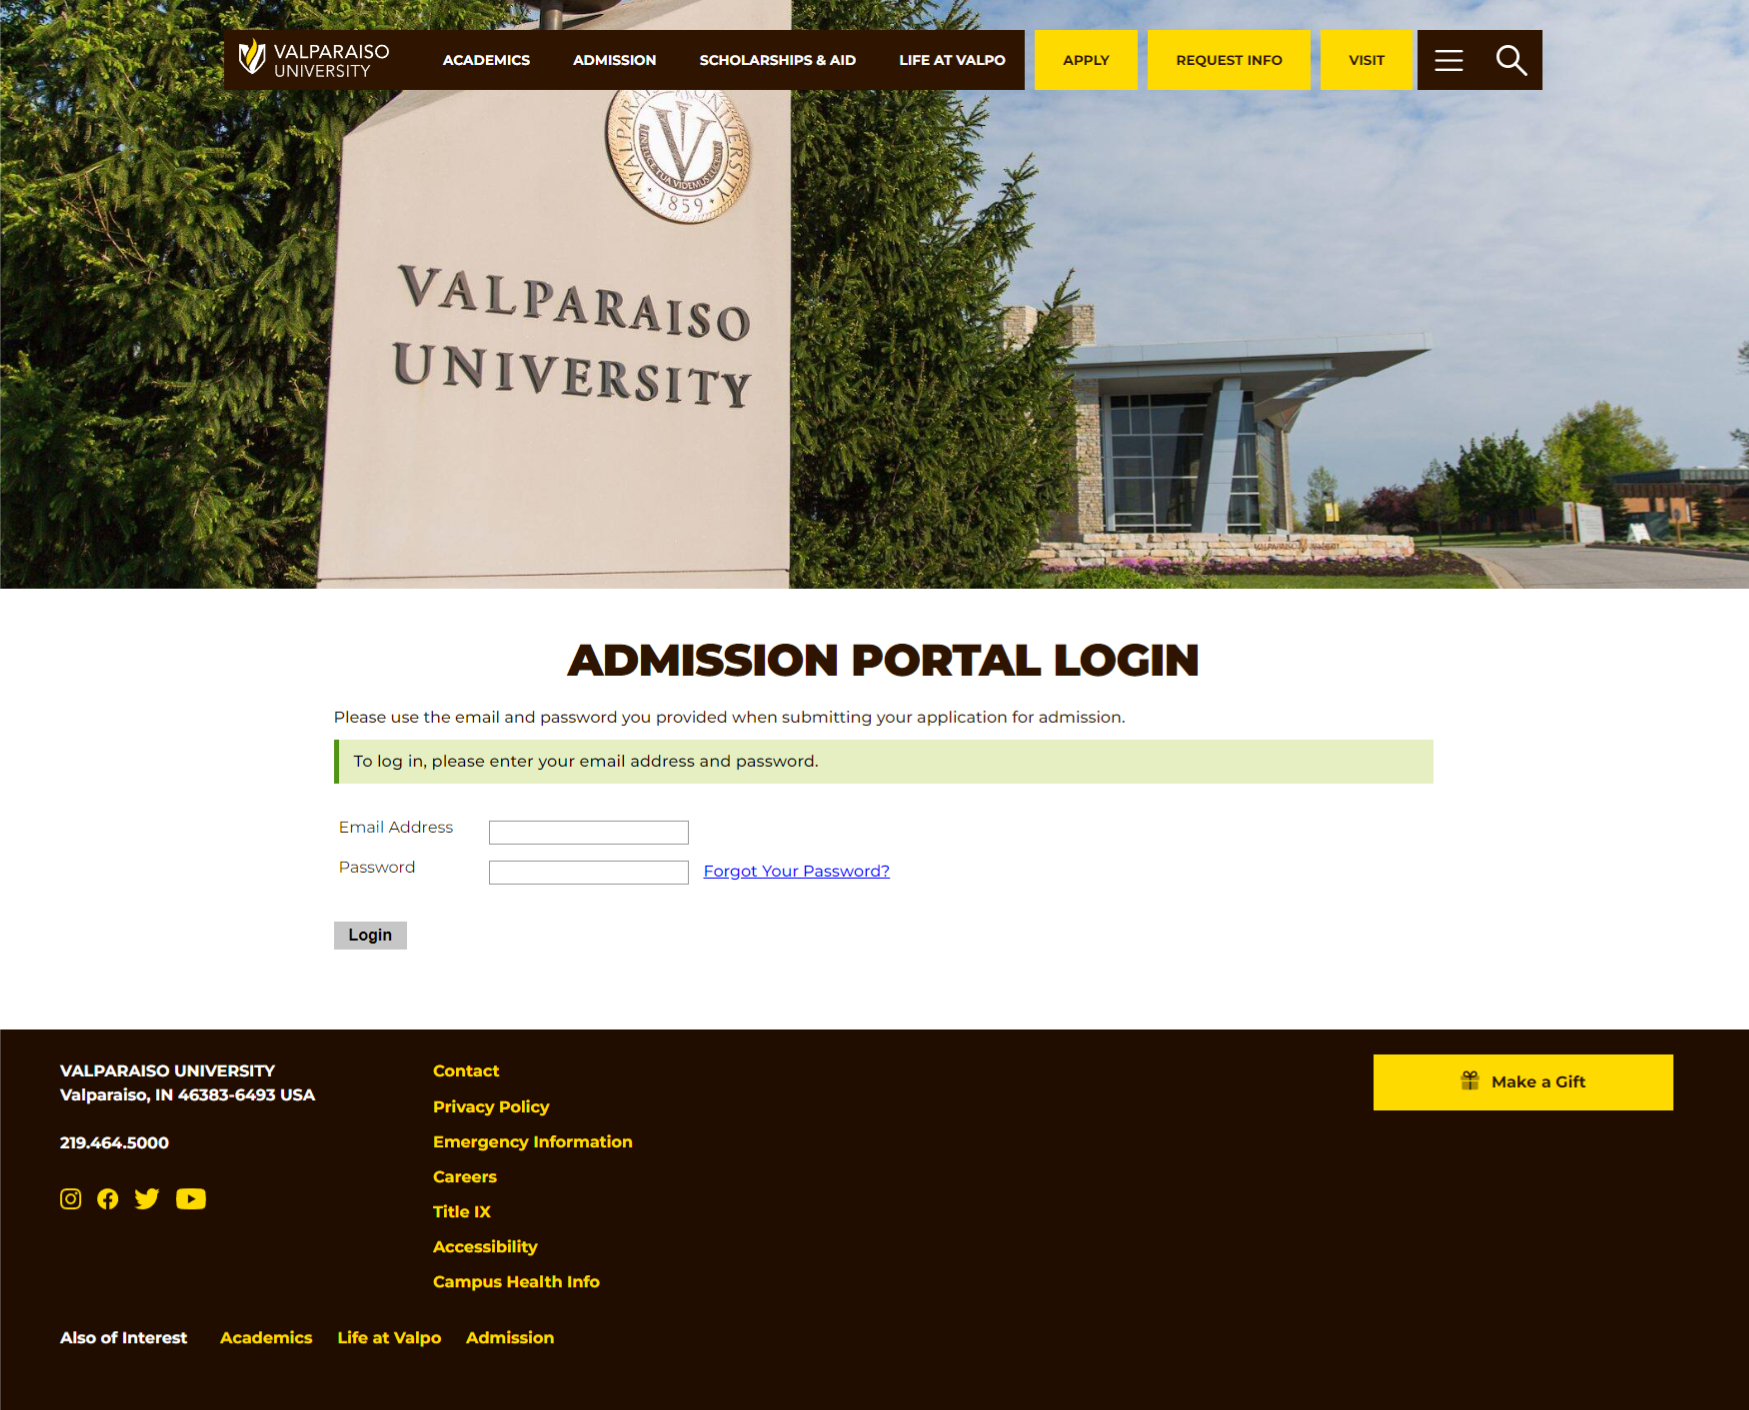 VALPARAISO
UNIVERSITY
ACADEMICS
ADMISSION
SCHOLARSHIPS & AID
LIFE AT VALPO
APPLY
REQUEST INFO
VISIT
VALPARAISO UNIVERSITY
1859
VALPARAISO
UNIVERSITY
ADMISSION PORTAL LOGIN
Please use the email and password you provided when submitting your application for admission.
To log in, please enter your email address and password.
Email Address
Password
Forgot Your Password?
Login
VALPARAISO UNIVERSITY
Valparaiso, IN 46383-6493 USA
219.464.5000
Contact
Privacy Policy
Emergency Information
Careers
Title IX
Accessibility
Campus Health Info
Make a Gift
Also of Interest
Academics
Life at Valpo
Admission